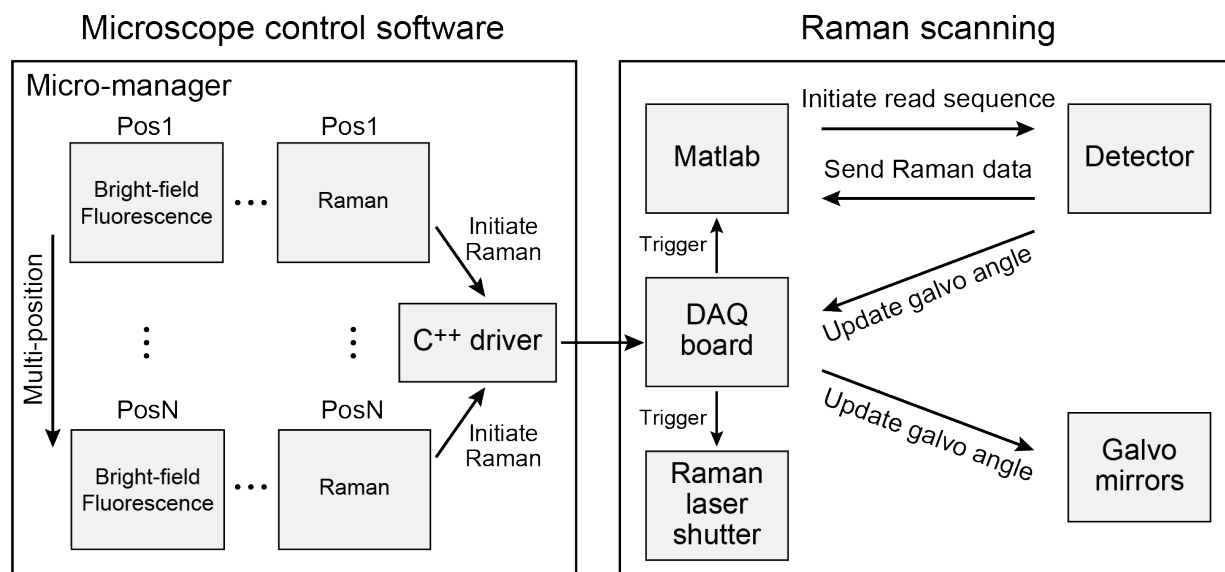 Microscope control software
Micro-manager
Pos1
Pos1
Bright-field
Fluorescence
...
Raman
Initiate
Raman
Multi-position
C++ driver
PosN
PosN
Bright-field
Fluorescence
...
Raman
Initiate
Raman
Raman scanning
Matlab
Initiate read sequence
Send Raman data
Detector
Trigger
DAQ
board
Update galvo angle
Update galvo angle
Trigger
Raman
laser
shutter
Galvo
mirrors